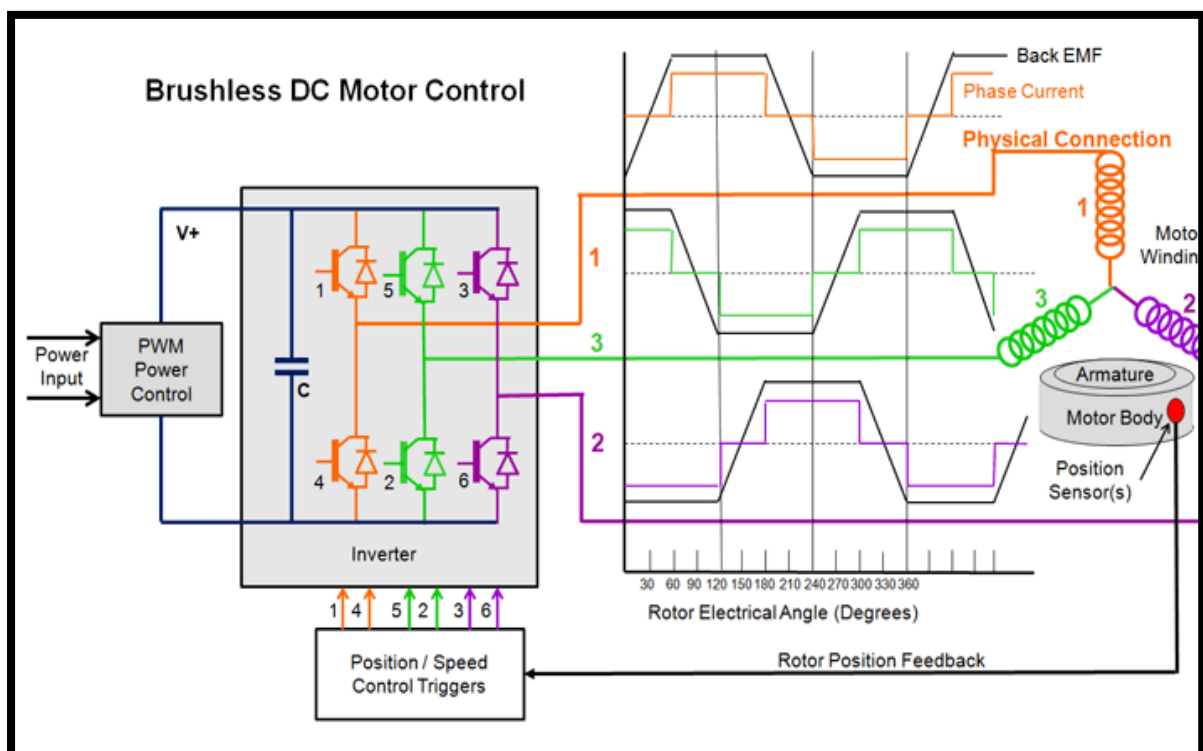 Brushless DC Motor Control
Back EMF
Phase Current
Physical Connection
V+
1
5
3
1
1
Motor
Windin
3
2
3
Power
Input
PWM
Power
Control
C
Armature
Motor Body
4
2
6
2
Position
Sensor(s)
Inverter
30 60 90 120 150 180 210 240 270 300 330 360
Rotor Electrical Angle (Degrees)
1 4 5 2 3 6
Position / Speed
Control Triggers
Rotor Position Feedback